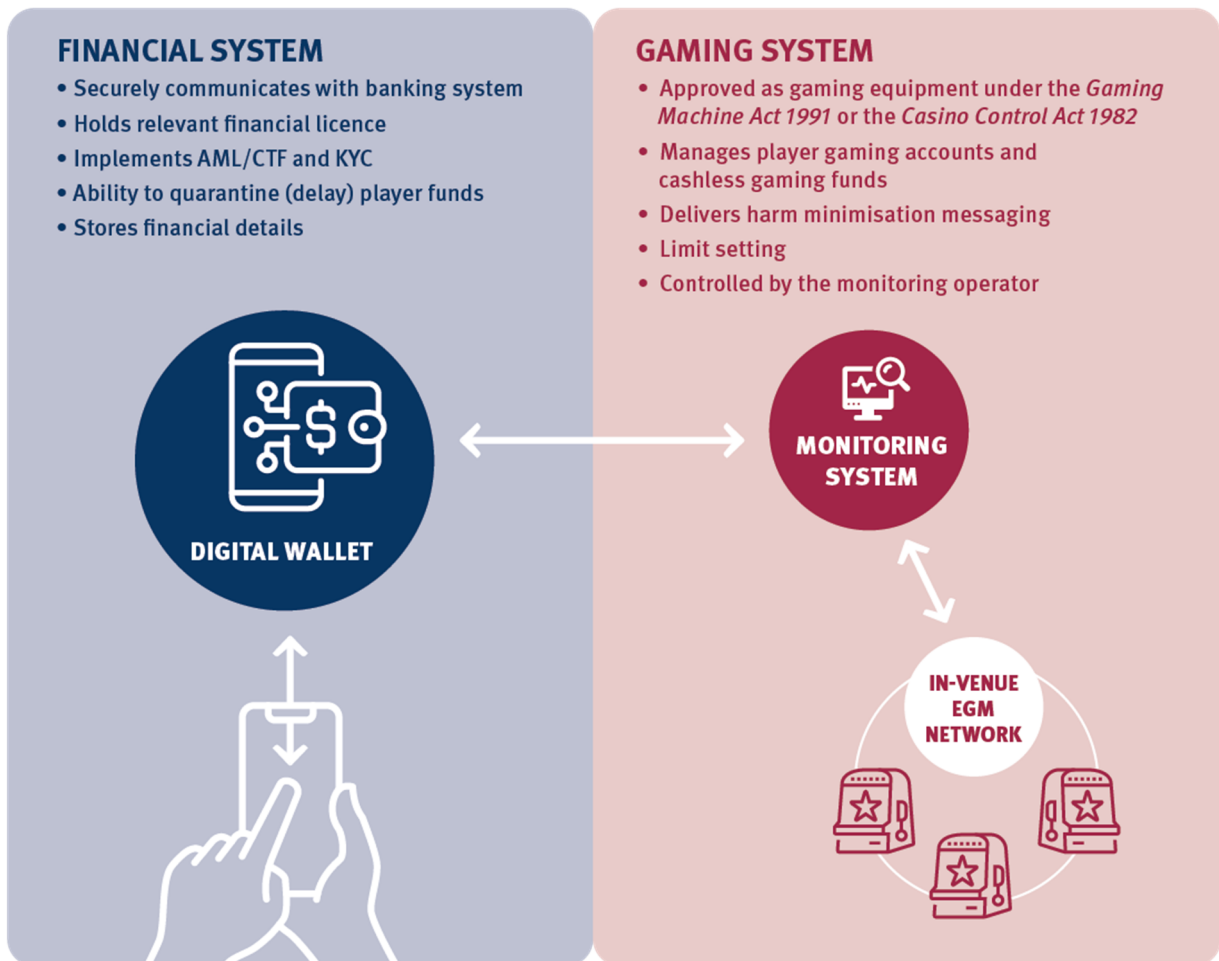 FINANCIAL SYSTEM
• Securely communicates with banking system
• Holds relevant financial licence
• Implements AML/CTF and KYC
• Ability to quarantine (delay) player funds
• Stores financial details
DIGITAL WALLET
GAMING SYSTEM
• Approved as gaming equipment under the Gaming
Machine Act 1991 or the Casino Control Act 1982
• Manages player gaming accounts and
cashless gaming funds
• Delivers harm minimisation messaging
• Limit setting
• Controlled by the monitoring operator
MONITORING
SYSTEM
IN-VENUE
EGM
NETWORK